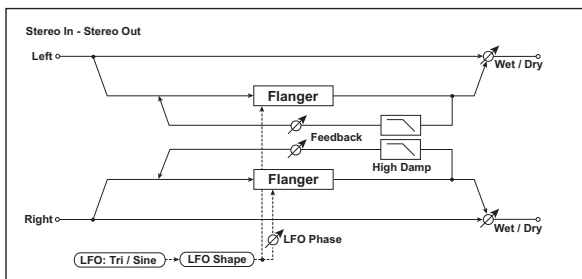 Stereo In - Stereo Out
Left
Wet / Dry
Flanger
Feedback
High Damp
Flanger
Right
Wet / Dry
LFO Phase
LFO: Tri / Sine
LFO Shape